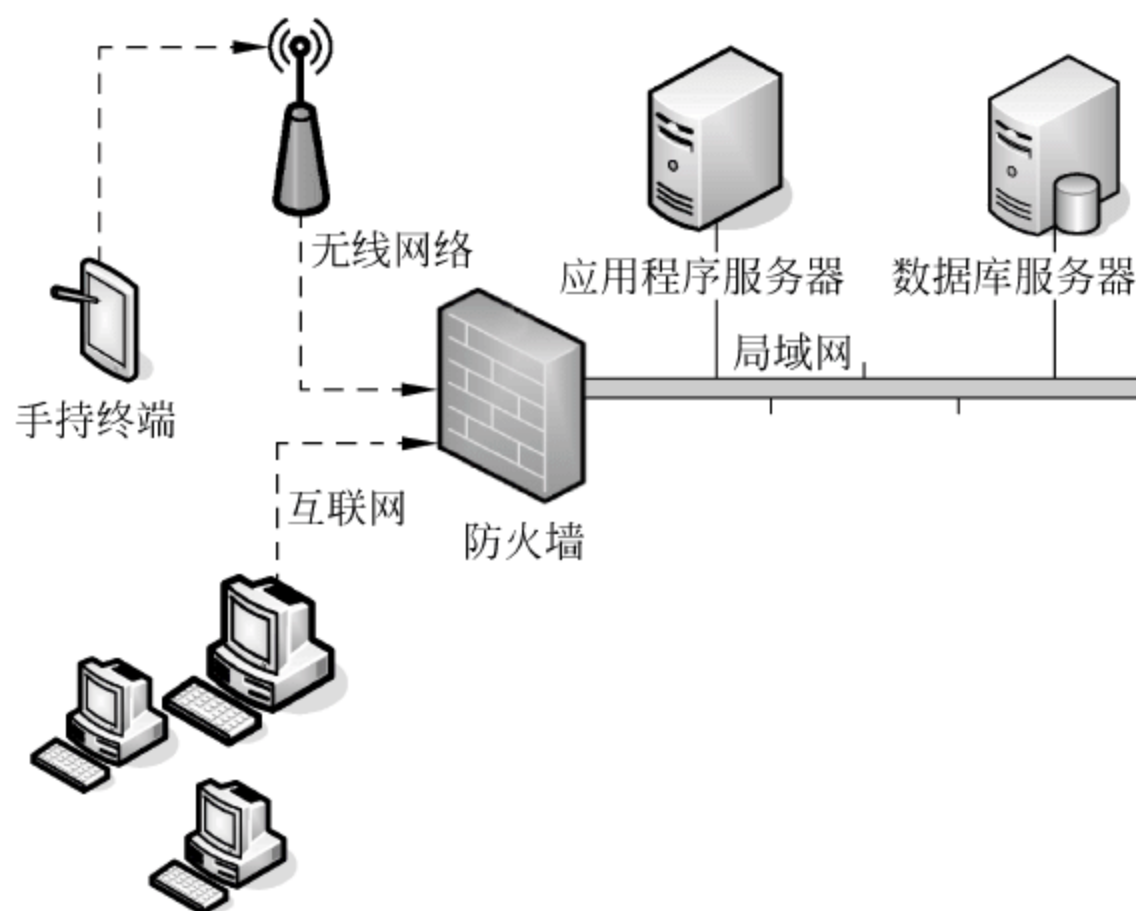 无线网络
应用程序服务器
数据库服务器
局域网
手持终端
互联网
防火墙